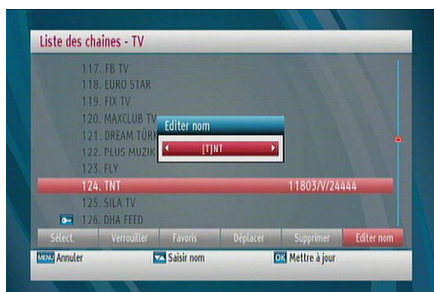 Liste des chaines - TV
117. FB TV
118. EURO STAR
119. FIX TV
120. MAXCLUB TV
Editer nom
121. DREAM TÜR
[T]NT
122. PLUS MUZIK
123. FLY
124. TNT 11803/V/24444
125. SILA TV
126. DHA FEED
Sélect. Verrouiller Favoris Déplacer Supprimer Editer nom
MENU Annuler Saisir nom OK Mettre à jour